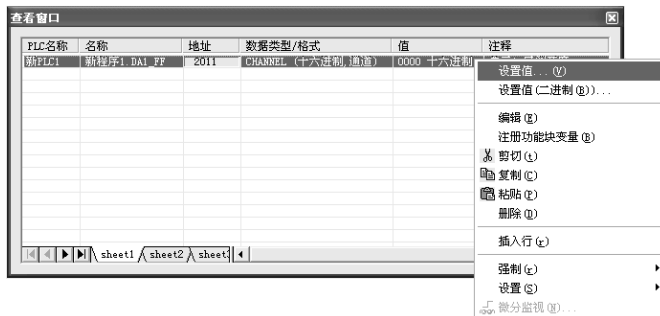 查看窗口
PLC名称 名称 地址 数据类型/格式 值 注释
新PLC1 新程序1.DA1_FF 2011 CHANNEL (十六进制,通道) 0000 十六进制
设置值... (V)
设置值(二进制(B))...
编辑(E)
注册功能块变量(B)
剪切(t)
复制(C)
粘贴(P)
删除(D)
插入行(r)
强制(r)
设置(S)
微分监视(N)...
sheet1 sheet2 sheet3